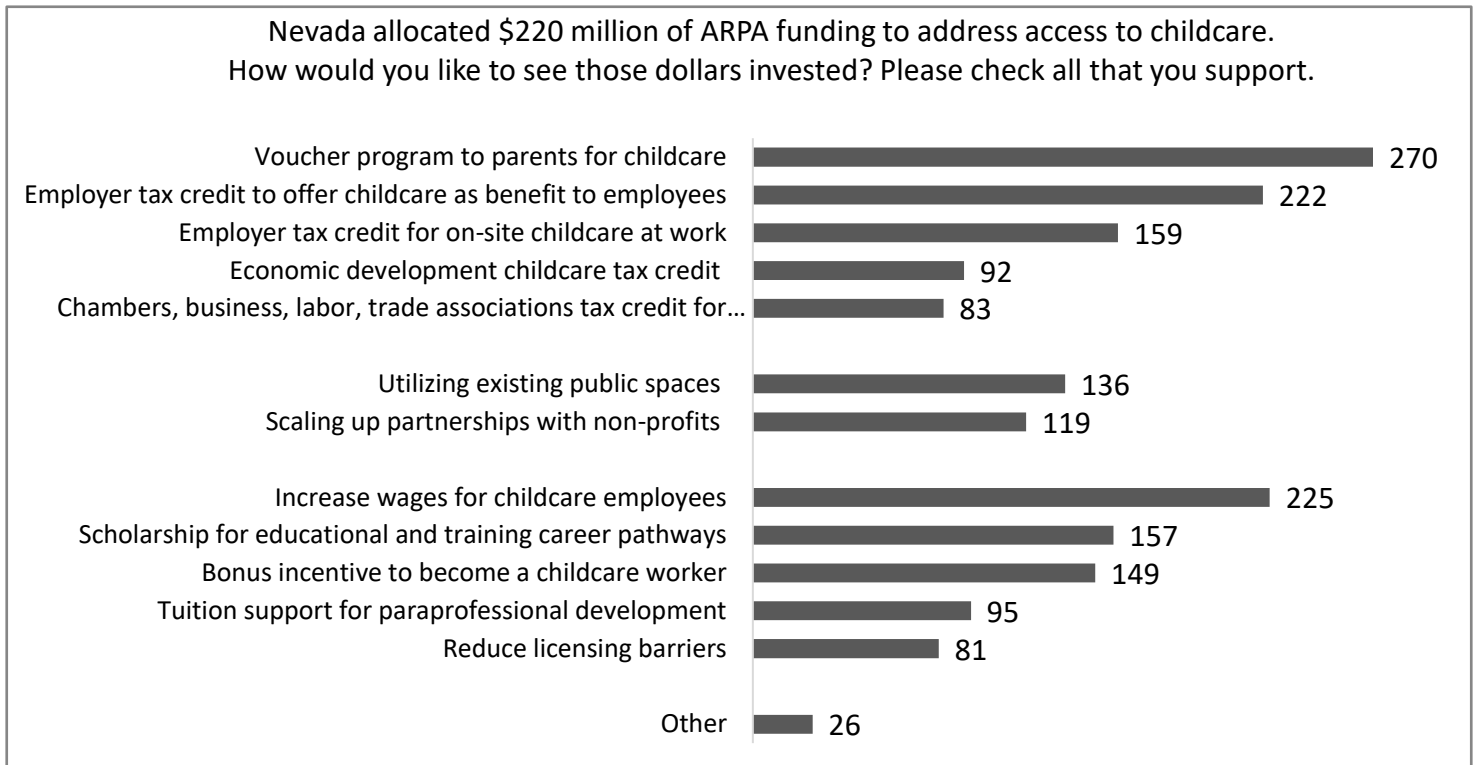 Nevada allocated $220 million of ARPA funding to address access to childcare.
How would you like to see those dollars invested? Please check all that you support.
Voucher program to parents for childcare 270
Employer tax credit to offer childcare as benefit to employees 222
Employer tax credit for on-site childcare at work 159
Economic development childcare tax credit 92
Chambers, business, labor, trade associations tax credit for… 83
Utilizing existing public spaces 136
Scaling up partnerships with non-profits 119
Increase wages for childcare employees 225
Scholarship for educational and training career pathways 157
Bonus incentive to become a childcare worker 149
Tuition support for paraprofessional development 95
Reduce licensing barriers 81
Other 26